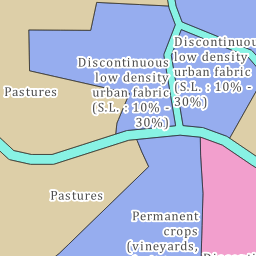 Discontinuous
low density
urban fabric
(S.L. : 10% -
30%)
Discontinuou
low density
urban fabric
(S.L. : 10% -
30%)
Pastures
Pastures
Permanent
crops
(vineyards,